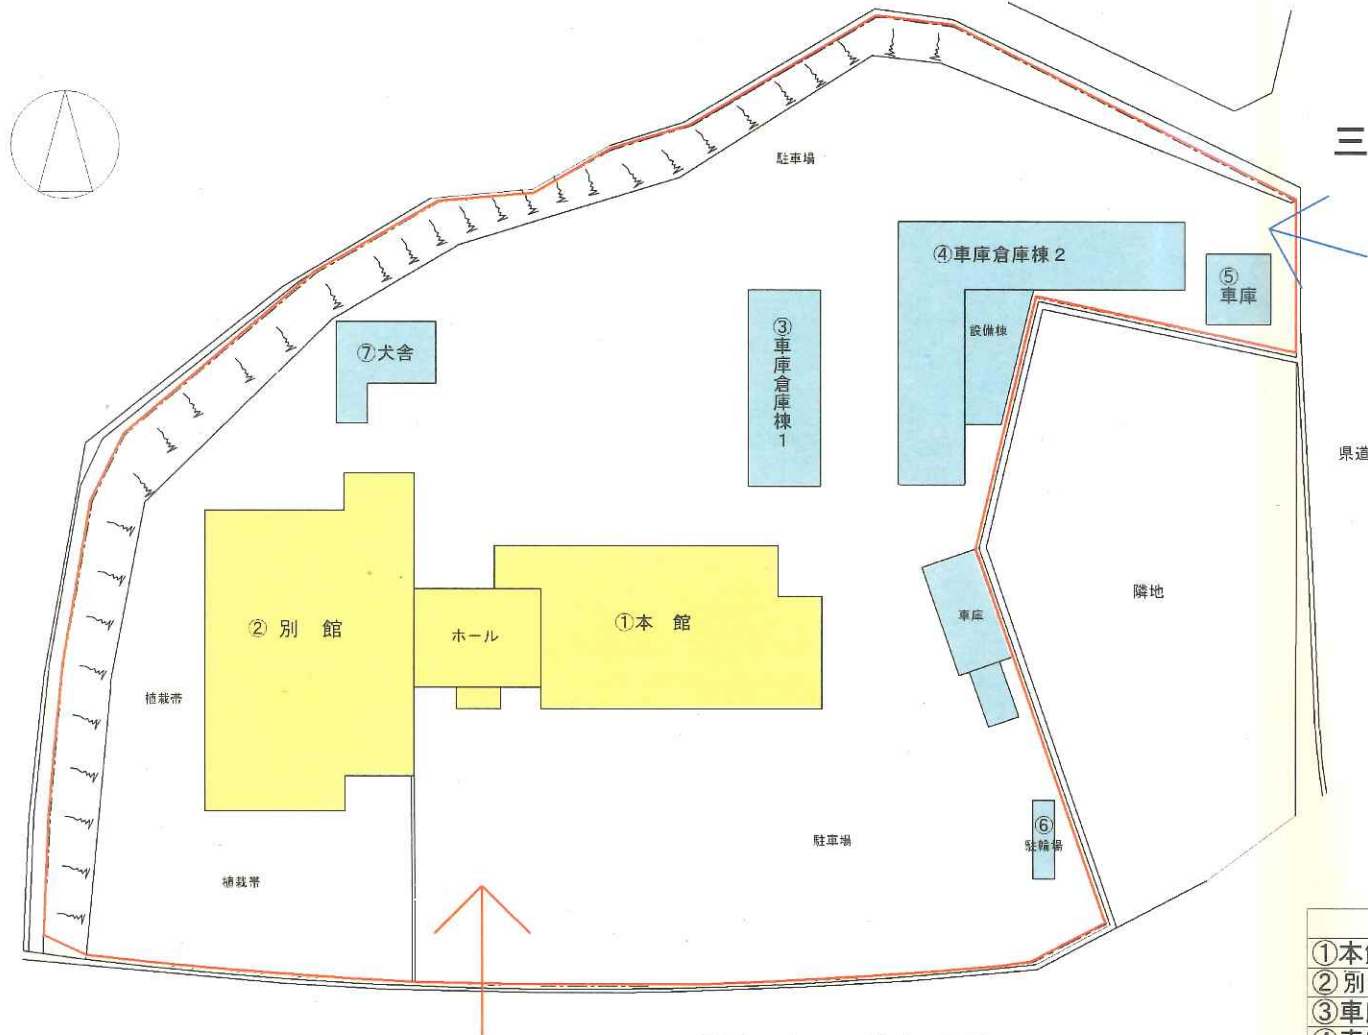 駐車場
三
④車庫倉庫棟2
⑤
車庫
③車庫倉庫棟1
設備棟
⑦犬舎
県道
隣地
②別 館
ホール
①本 館
車庫
植栽帯
駐車場
⑥
駐輪場
植栽帯
①本
②別
③車